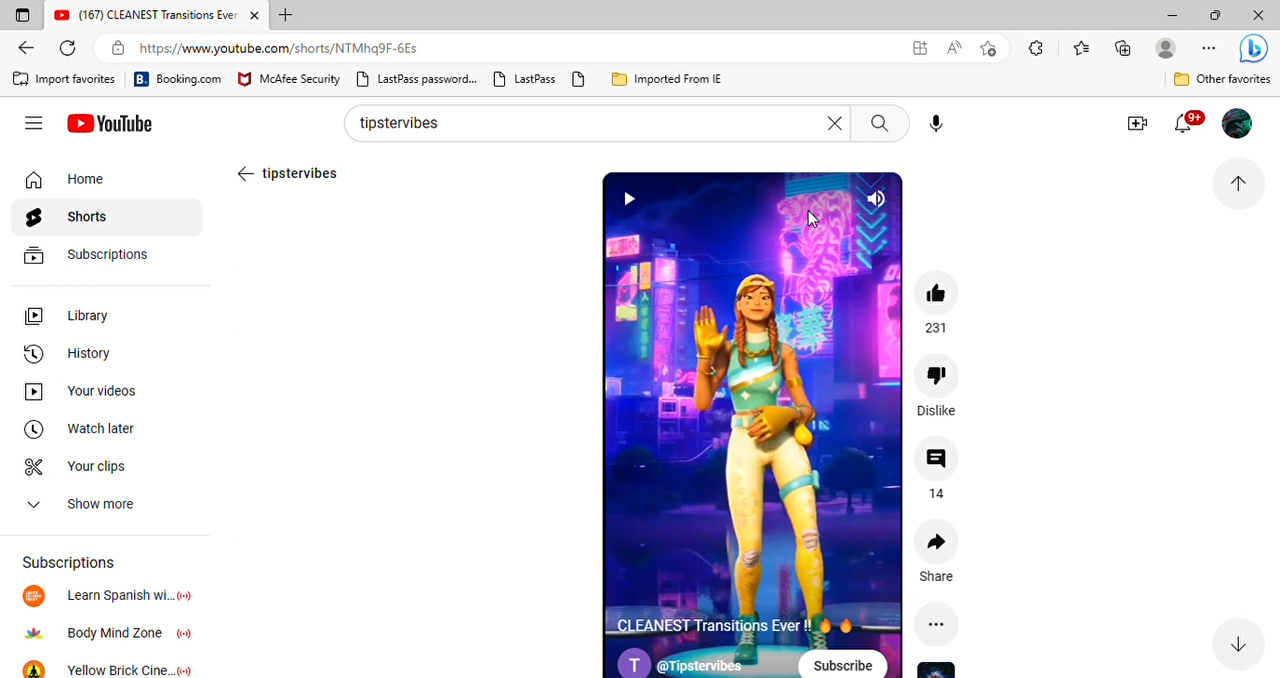 (167) CLEANEST Transitions Ever
https://www.youtube.com/shorts/NTMhq9F-6Es
Import favorites
B. Booking.com
McAfee Security
LastPass password...
LastPass
Imported From IE
Other favorites
YouTube
tipstervibes
9+
Home
Shorts
Subscriptions
Library
History
Your videos
Watch later
Your clips
Show more
Subscriptions
Learn Spanish wi...
Body Mind Zone
Yellow Brick Cine...
tipstervibes
231
Dislike
14
Share
CLEANEST Transitions Ever !! 🔥 🔥
T @Tipstervibes
Subscribe